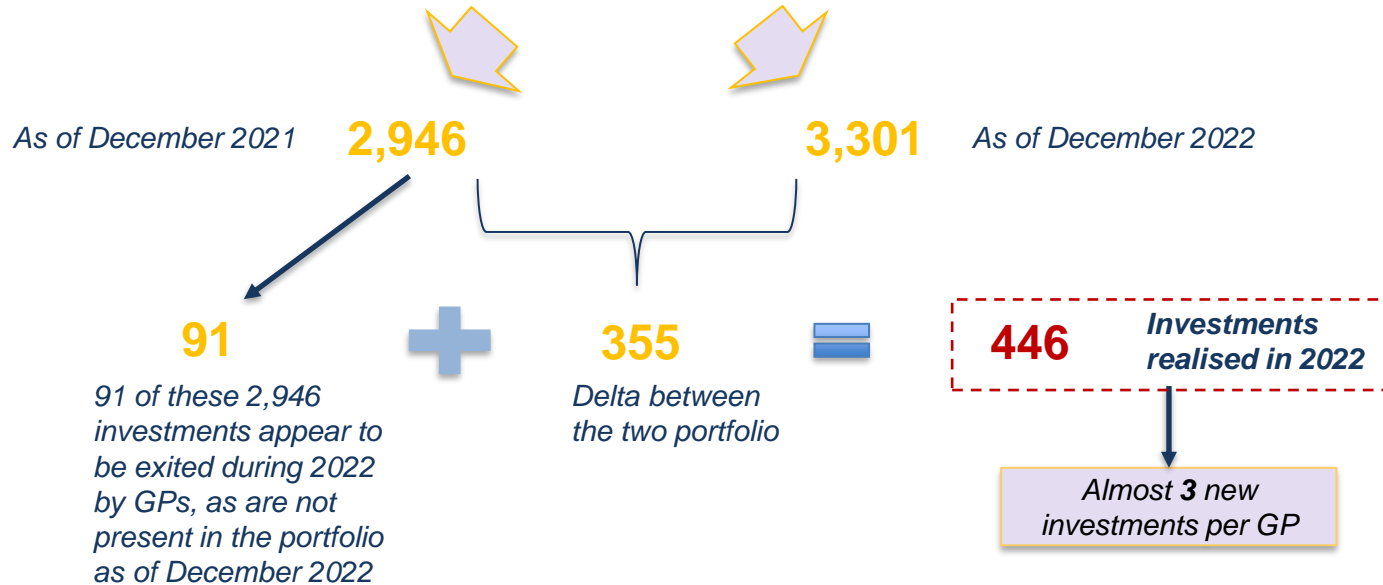 As of December 2021
2,946
3,301
As of December 2022
91
355
446
Investments
realised in 2022
91 of these 2,946
investments appear to
be exited during 2022
by GPs, as are not
present in the portfolio
as of December 2022
Delta between
the two portfolio
Almost 3 new
investments per GP